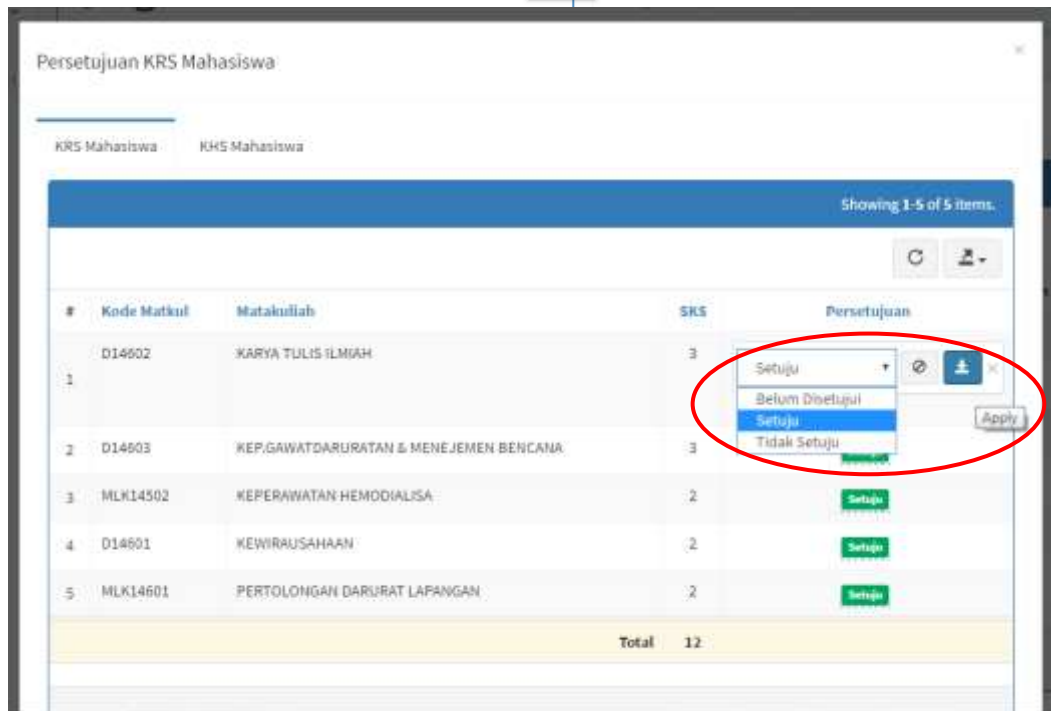 Persetujuan KRS Mahasiswa
×
KRS Mahasiswa KHS Mahasiswa
Showing 1-5 of 5 items.
# Kode Matkul Matakuliah SKS Persetujuan
1 D14602 KARYA TULIS ILMIAH 3 Setuju
Belum Disetujui
Setuju
Tidak Setuju
Apply
2 D14603 KEP.GAWATDARURATAN & MENEJEMEN BENCANA 3
3 MLK14502 KEPERAWATAN HEMODIALISA 2 Setuju
4 D14601 KEWIRAUSAHAAN 2 Setuju
5 MLK14601 PERTOLONGAN DARURAT LAPANGAN 2 Setuju
Total 12